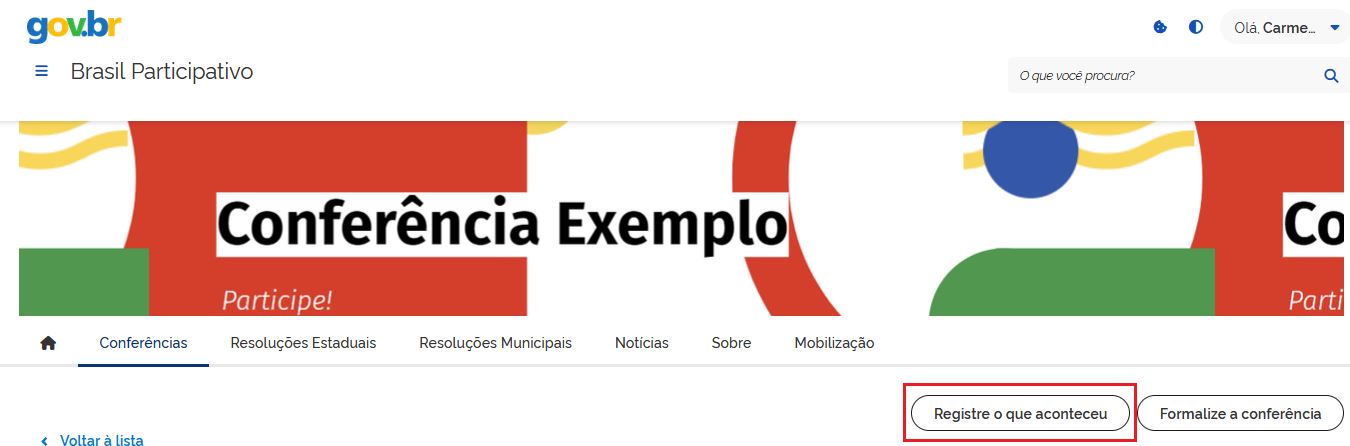 gov.br
Olá, Carme...
Brasil Participativo
O que você procura?
Conferência Exemplo
Co
Participe!
Parti
Conferências Resoluções Estaduais Resoluções Municipais Notícias Sobre Mobilização
Registre o que aconteceu Formalize a conferência
Voltar à lista